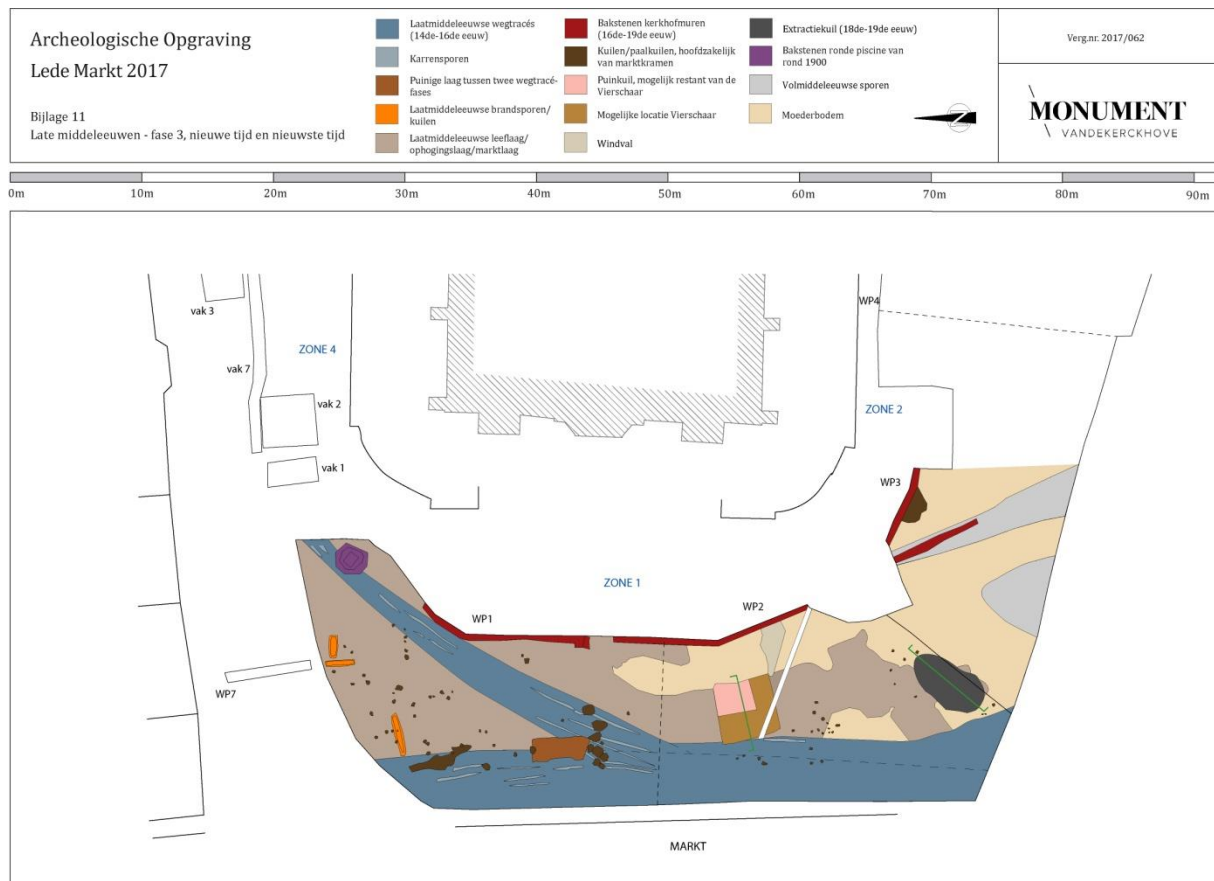 Archeologische Opgraving
Lede Markt 2017
Bijlage 11
Late middeleeuwen - fase 3, nieuwe tijd en nieuwste tijd
Laatmiddeleeuwse wegtracés
(14de-16de eeuw)
Karrensporen
Puinige laag tussen twee wegtracé-
fases
Laatmiddeleeuwse brandsporen/
kuilen
Laatmiddeleeuwse leeflaag/
ophogingslaag/marktlaag
Bakstenen kerkhofmuren
(16de-19de eeuw)
Kuilen/paalkuilen, hoofdzakelijk
van marktkramen
Puinkuil, mogelijk restant van de
Vierschaar
Mogelijke locatie Vierschaar
Windval
Extractiekuil (18de-19de eeuw)
Bakstenen ronde piscine van
rond 1900
Volmiddeleeuwse sporen
Moederbodem
Z
Verg.nr. 2017/062
MONUMENT
VANDEKERCKHOVE
0m 10m 20m 30m 40m 50m 60m 70m 80m 90m
vak 3
WP4
ZONE 4
vak 7
vak 2
ZONE 2
vak 1
WP3
ZONE 1
WP1
WP2
WP7
MARKT